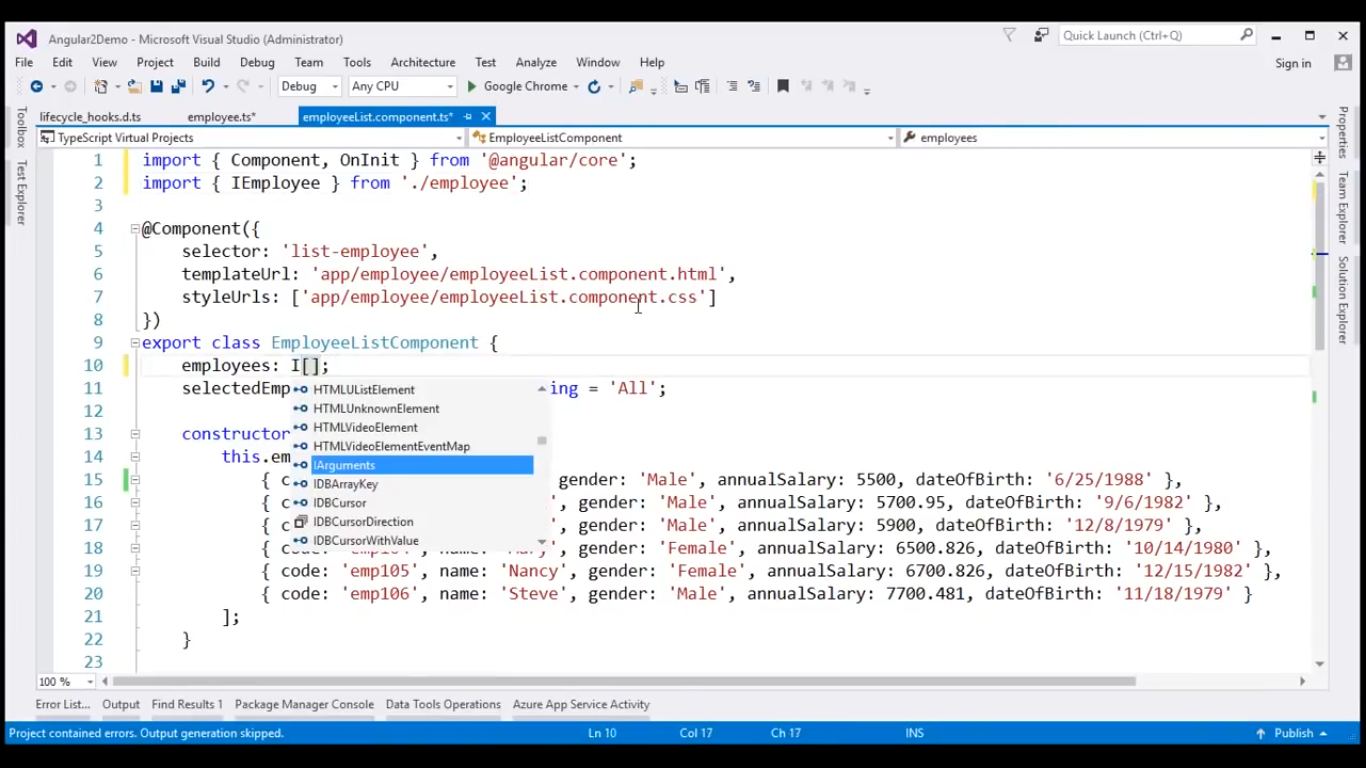 Angular2Demo - Microsoft Visual Studio (Administrator)
Quick Launch (Ctrl+Q)
File Edit View Project Build Debug Team Tools Architecture Test Analyze Window Help
Sign in
Debug Any CPU Google Chrome
lifecycle_hooks.d.ts employee.ts* employeeList.component.ts*
TypeScript Virtual Projects EmployeeListComponent employees
Toolbox
Test Explorer
Properties
Team Explorer
Solution Explorer
1 import { Component, OnInit } from '@angular/core';
2 import { IEmployee } from './employee';
3
4 @Component({
5 selector: 'list-employee',
6 templateUrl: 'app/employee/employeeList.component.html',
7 styleUrls: ['app/employee/employeeList.component.css']
8 })
9 export class EmployeeListComponent {
10 employees: I[];
11 selectedEmp ing = 'All';
12
13 constructor
14 this.em
15 { c gender: 'Male', annualSalary: 5500, dateOfBirth: '6/25/1988' },
16 { c ', gender: 'Male', annualSalary: 5700.95, dateOfBirth: '9/6/1982' },
17 { c ', gender: 'Male', annualSalary: 5900, dateOfBirth: '12/8/1979' },
18 { c gender: 'Female', annualSalary: 6500.826, dateOfBirth: '10/14/1980' },
19 { code: 'emp105', name: 'Nancy', gender: 'Female', annualSalary: 6700.826, dateOfBirth: '12/15/1982' },
20 { code: 'emp106', name: 'Steve', gender: 'Male', annualSalary: 7700.481, dateOfBirth: '11/18/1979' }
21 ];
22 }
23
HTMLUListElement
HTMLUnknownElement
HTMLVideoElement
HTMLVideoElementEventMap
IArguments
IDBArrayKey
IDBCursor
IDBCursorDirection
IDBCursorWithValue
100 %
Error List... Output Find Results 1 Package Manager Console Data Tools Operations Azure App Service Activity
Project contained errors. Output generation skipped. Ln 10 Col 17 Ch 17 INS Publish